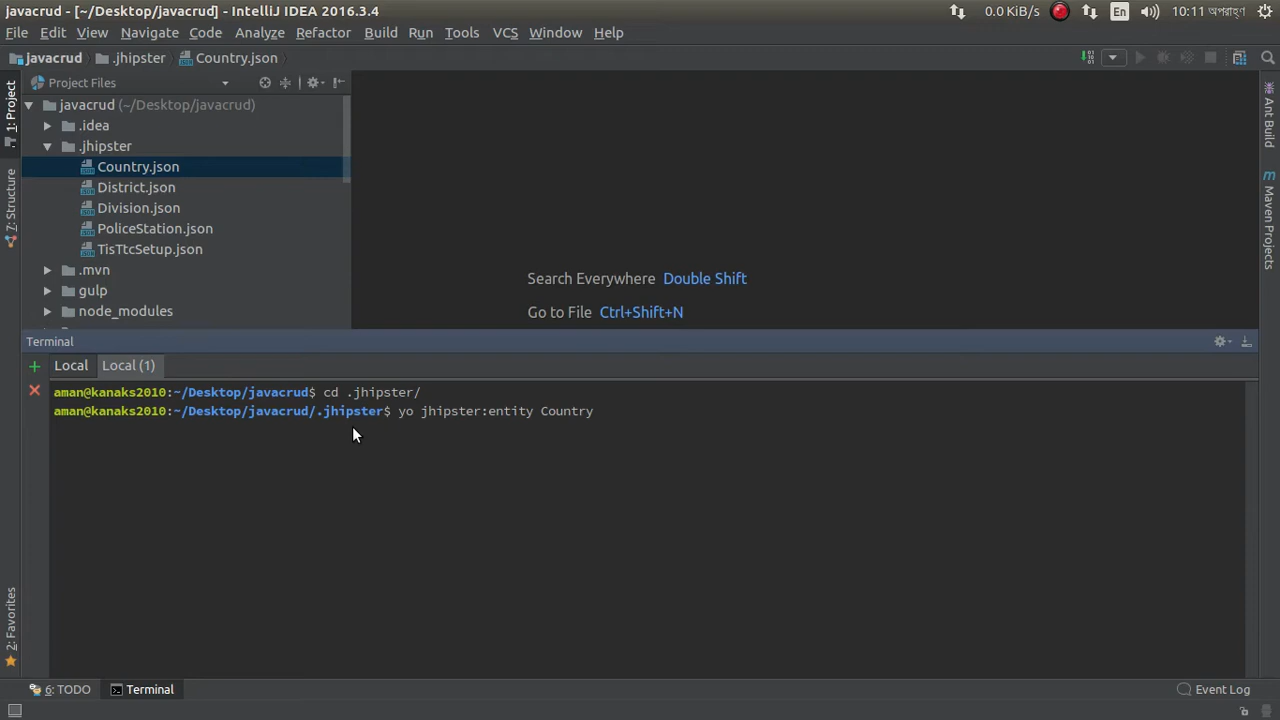 javacrud - [~/Desktop/javacrud] - IntelliJ IDEA 2016.3.4
0.0 KiB/s
En
10:11 অপরাহ্ণ
File Edit View Navigate Code Analyze Refactor Build Run Tools VCS Window Help
javacrud .jhipster Country.json
Project Files
javacrud (~/Desktop/javacrud)
.idea
.jhipster
Country.json
District.json
Division.json
PoliceStation.json
TisTtcSetup.json
.mvn
gulp
node_modules
1: Project
7: Structure
2: Favorites
Search Everywhere Double Shift
Go to File Ctrl+Shift+N
Ant Build
Maven Projects
Terminal
Local Local (1)
aman@kanaks2010:~/Desktop/javacrud$ cd .jhipster/
aman@kanaks2010:~/Desktop/javacrud/.jhipster$ yo jhipster:entity Country
6: TODO Terminal Event Log